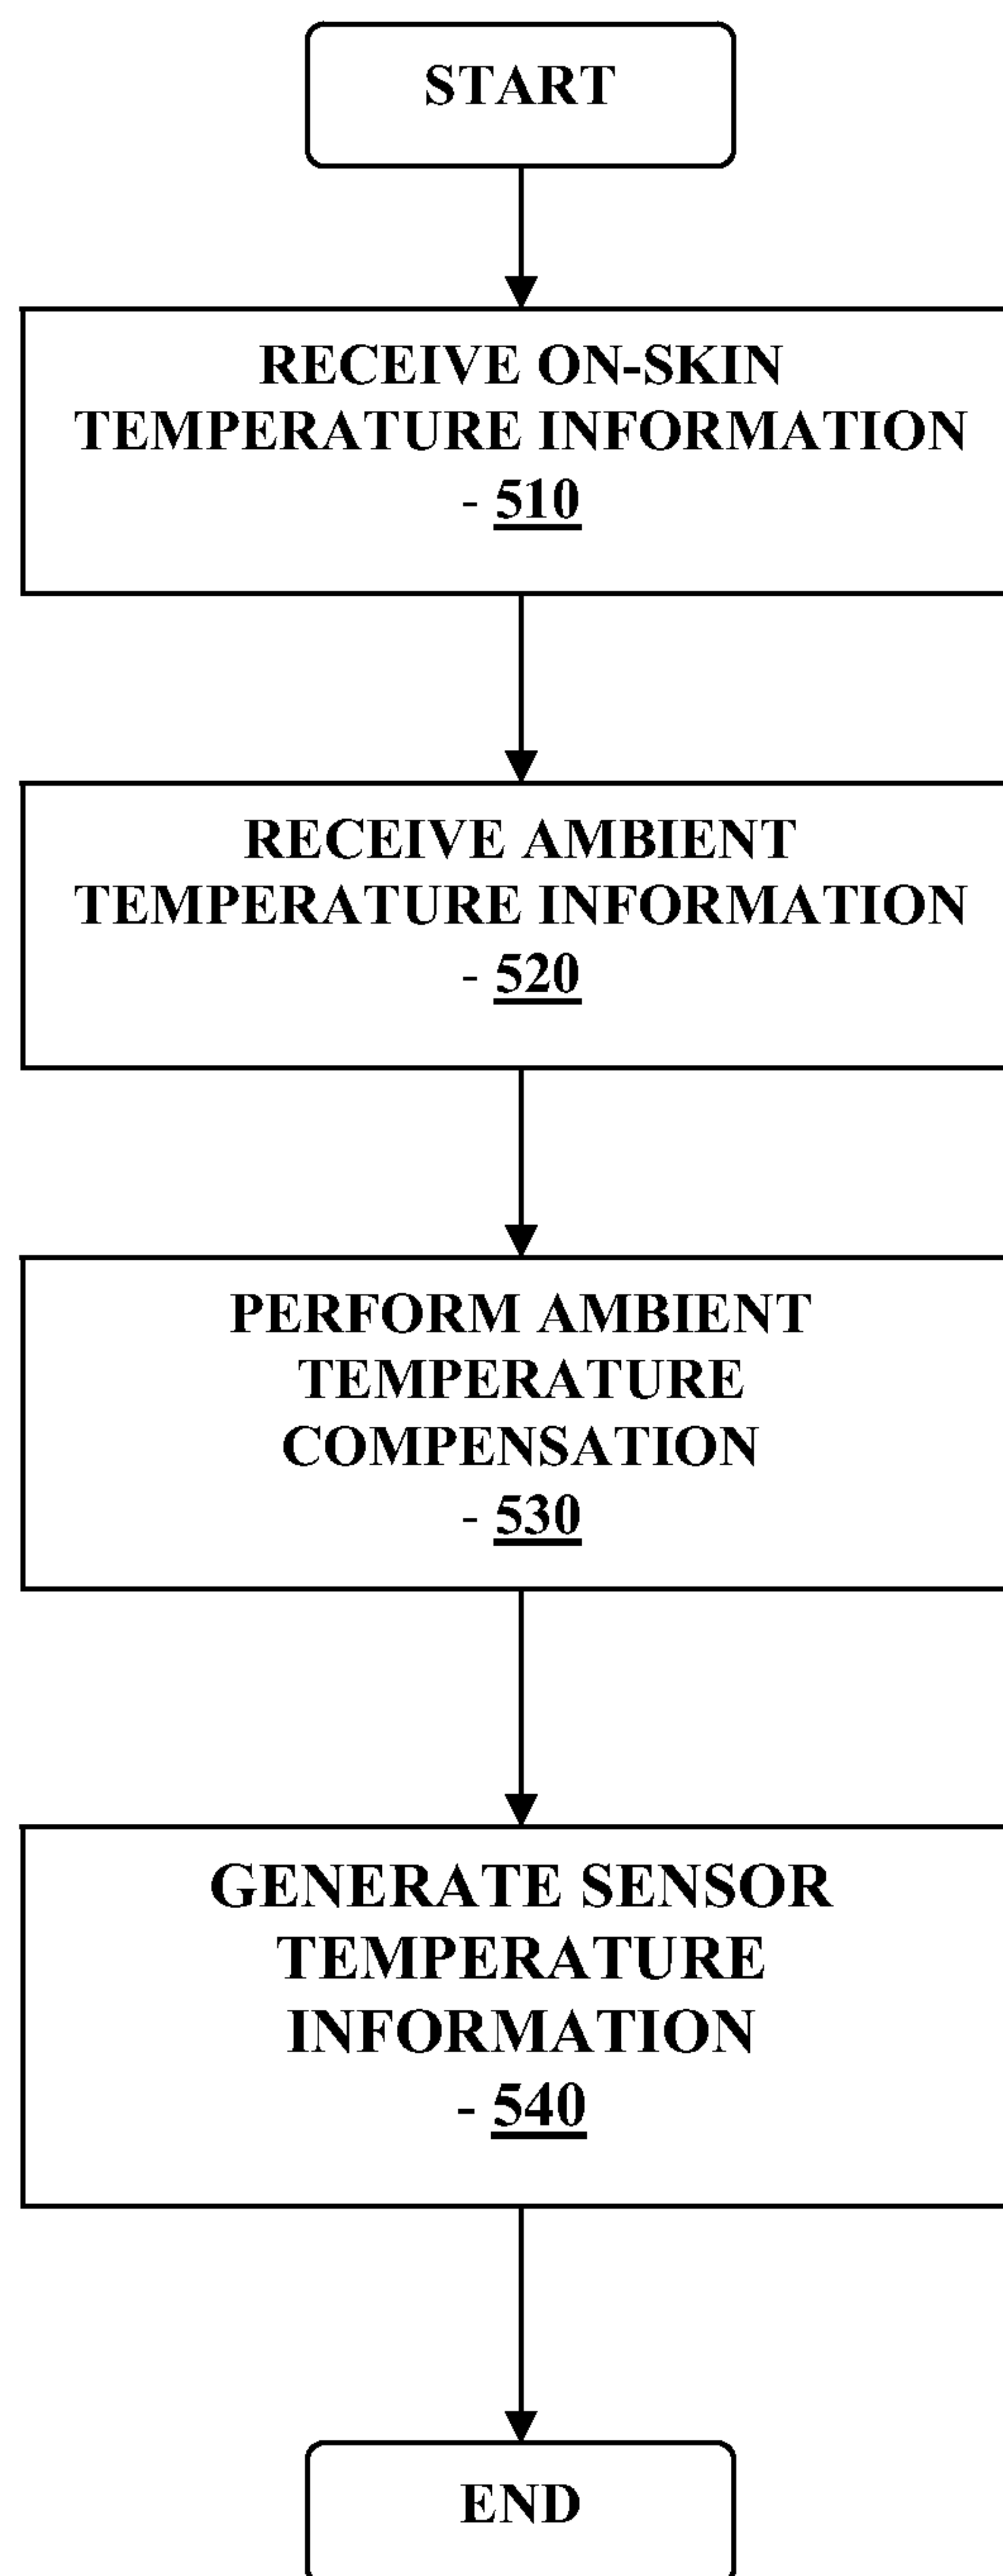 START
RECEIVE ON-SKIN
TEMPERATURE INFORMATION
- 510
RECEIVE AMBIENT
TEMPERATURE INFORMATION
- 520
PERFORM AMBIENT
TEMPERATURE
COMPENSATION
- 530
GENERATE SENSOR
TEMPERATURE
INFORMATION
- 540
END